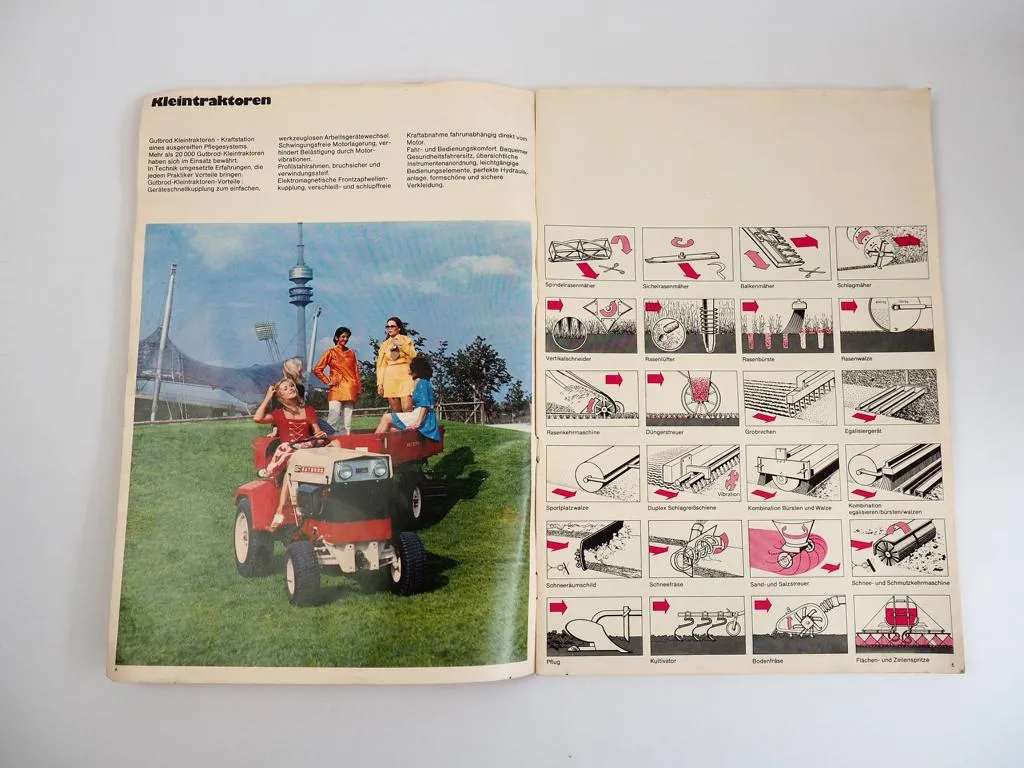 Kleintraktoren
Gutbrod Kleintraktoren - Kraftstation
eines ausgereiften Pflegesystems.
Mehr als 20 000 Gutbrod-Kleintraktoren
haben sich im Einsatz bewährt.
In Technik umgesetzte Erfahrungen, die
jedem Praktiker Vorteile bringen.
Gutbrod-Kleintraktoren-Vorteile:
Geräteschnellkupplung zum einfachen,
werkzeuglosen Arbeitsgerätewechsel.
Schwingungsfreie Motorlagerung, ver-
hindert Belästigung durch Motor-
vibrationen.
Profilstahlrahmen, bruchsicher und
verwindungssteif.
Elektromagnetische Frontzapfwellen-
kupplung, verschleiß- und schlupffreie
Kraftabnahme fahrunabhängig direkt vom
Motor.
Fahr- und Bedienungskomfort. Bequemer
Gesundheitsfahrersitz, übersichtliche
Instrumentenanordnung, leichtgängige
Bedienungselemente, perfekte Hydraulik-
anlage, formschöne und sichere
Verkleidung.
GUTBROD
4
Spindelrasenmäher
Sichelrasenmäher
Balkenmäher
Schlagmäher
Vertikalschneider
Rasenlüfter
Rasenbürste
Rasenwalze
Rasenkehrmaschine
Düngerstreuer
Grobrechen
Egalisiergerät
Vibration
Sportplatzwalze
Duplex Schlagreißschiene
Kombination Bürsten und Walze
Kombination
egalisieren/bürsten/walzen
Schneeräumschild
Schneefräse
Sand- und Salzstreuer
Schnee- und Schmutzkehrmaschine
Pflug
Kultivator
Bodenfräse
Flächen- und Zeilenspritze
5